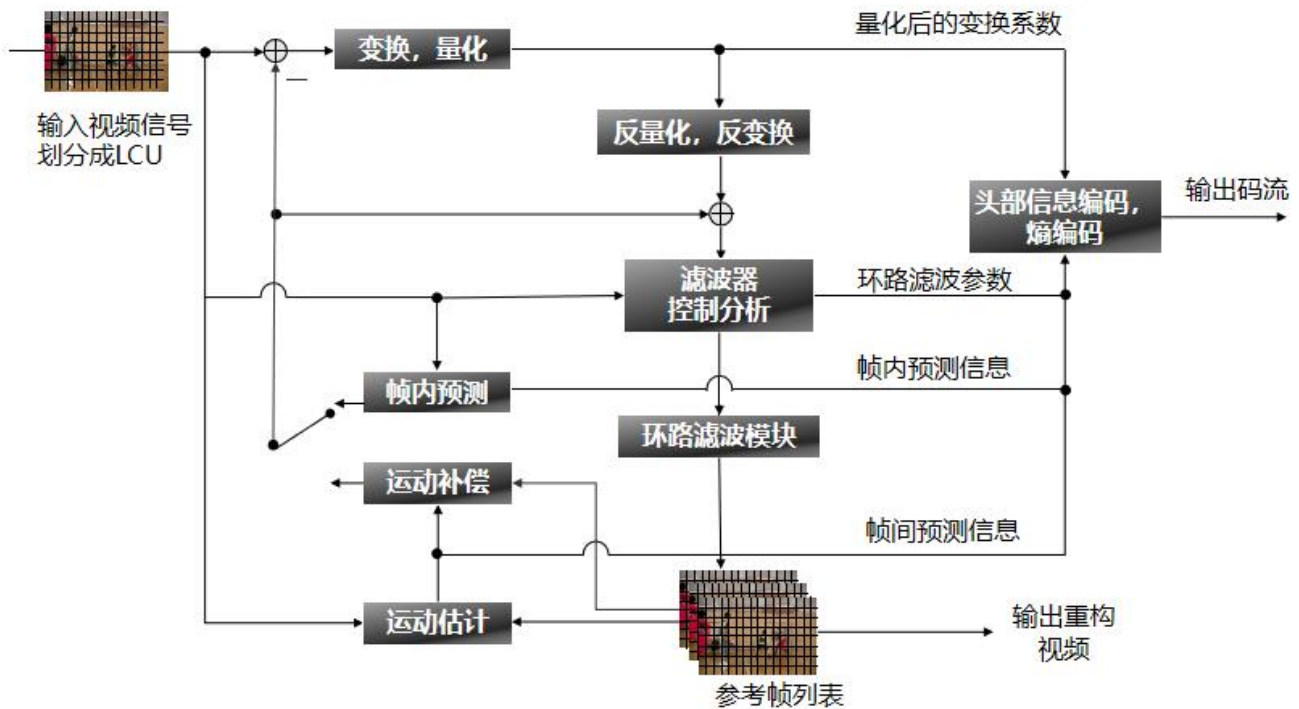 输入视频信号
划分成LCU
变换，量化
量化后的变换系数
反量化，反变换
头部信息编码，
熵编码
输出码流
滤波器
控制分析
环路滤波参数
帧内预测
帧内预测信息
环路滤波模块
运动补偿
帧间预测信息
运动估计
参考帧列表
输出重构
视频